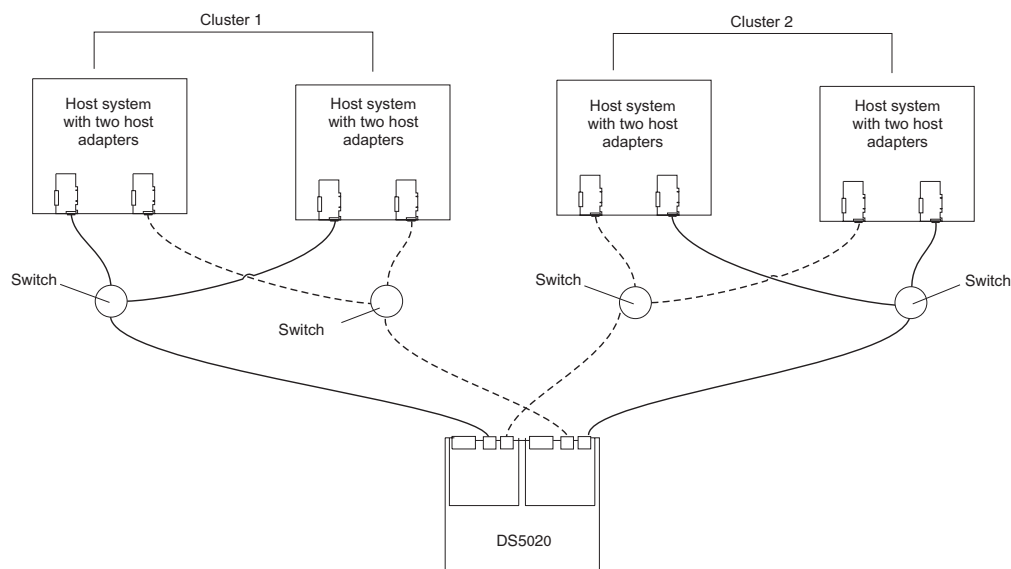 Cluster 1
Cluster 2
Host system
with two host
adapters
Host system
with two host
adapters
Host system
with two host
adapters
Host system
with two host
adapters
Switch
Switch
Switch
Switch
DS5020